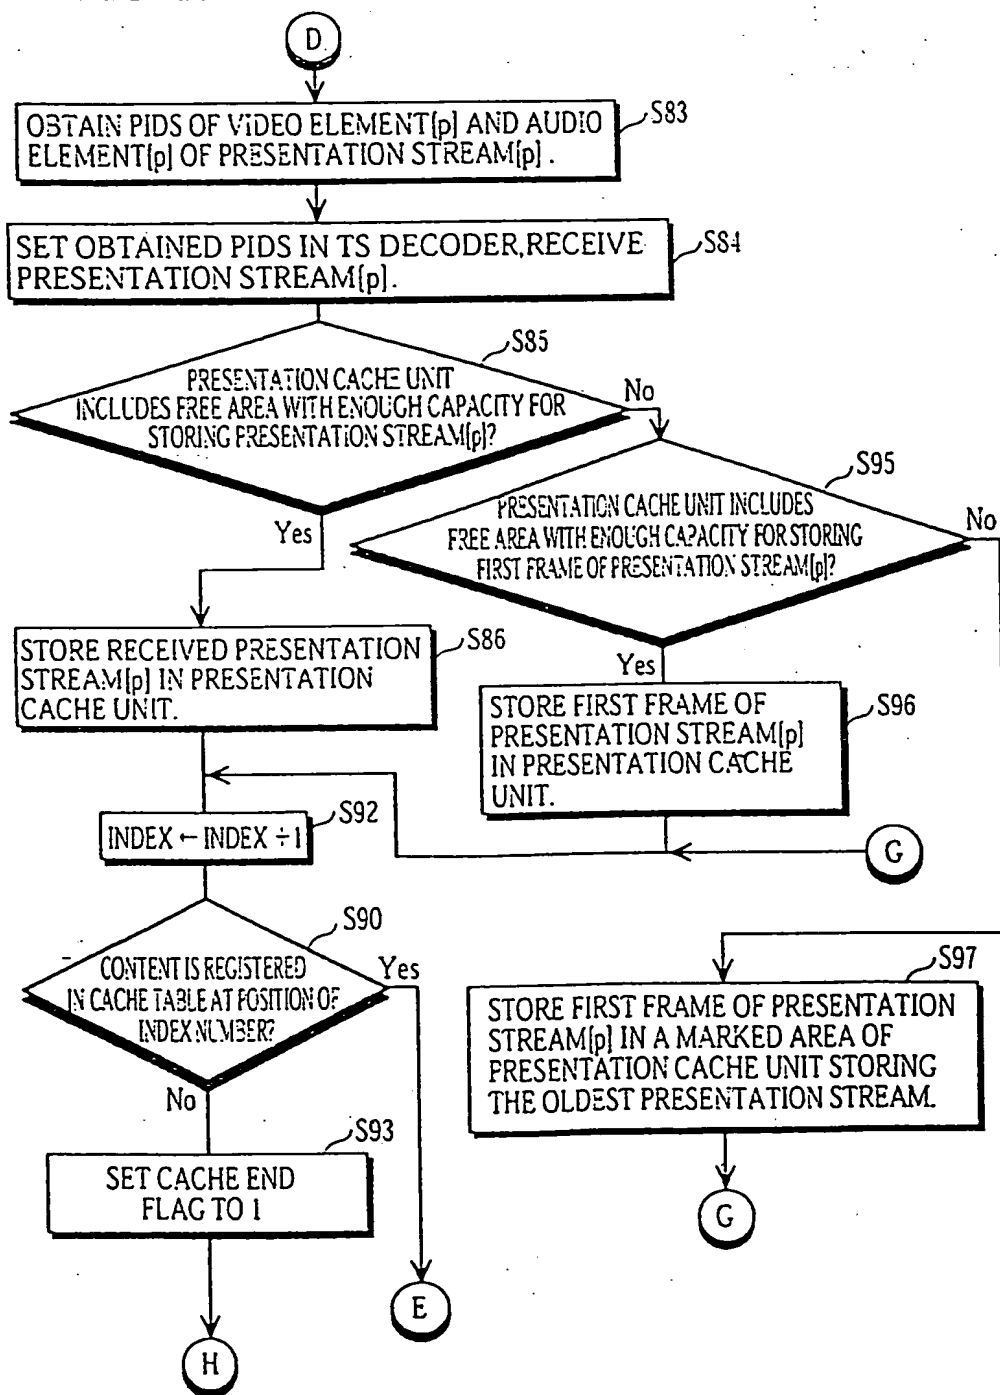 D
OBTAIN PIDS OF VIDEO ELEMENT[p] AND AUDIO
ELEMENT[p] OF PRESENTATION STREAM[p].
S83
SET OBTAINED PIDS IN TS DECODER, RECEIVE
PRESENTATION STREAM[p].
S84
S85
PRESENTATION CACHE UNIT
INCLUDES FREE AREA WITH ENOUGH CAPACITY FOR
STORING PRESENTATION STREAM[p]?
No
Yes
S95
PRESENTATION CACHE UNIT INCLUDES
FREE AREA WITH ENOUGH CAPACITY FOR STORING
FIRST FRAME OF PRESENTATION STREAM[p]?
No
Yes
STORE RECEIVED PRESENTATION
STREAM[p] IN PRESENTATION
CACHE UNIT.
S86
STORE FIRST FRAME OF
PRESENTATION STREAM[p]
IN PRESENTATION CACHE
UNIT.
S96
INDEX ← INDEX + 1
S92
G
S90
CONTENT IS REGISTERED
IN CACHE TABLE AT POSITION OF
INDEX NUMBER?
Yes
No
S97
STORE FIRST FRAME OF PRESENTATION
STREAM[p] IN A MARKED AREA OF
PRESENTATION CACHE UNIT STORING
THE OLDEST PRESENTATION STREAM.
S93
SET CACHE END
FLAG TO 1
G
E
H